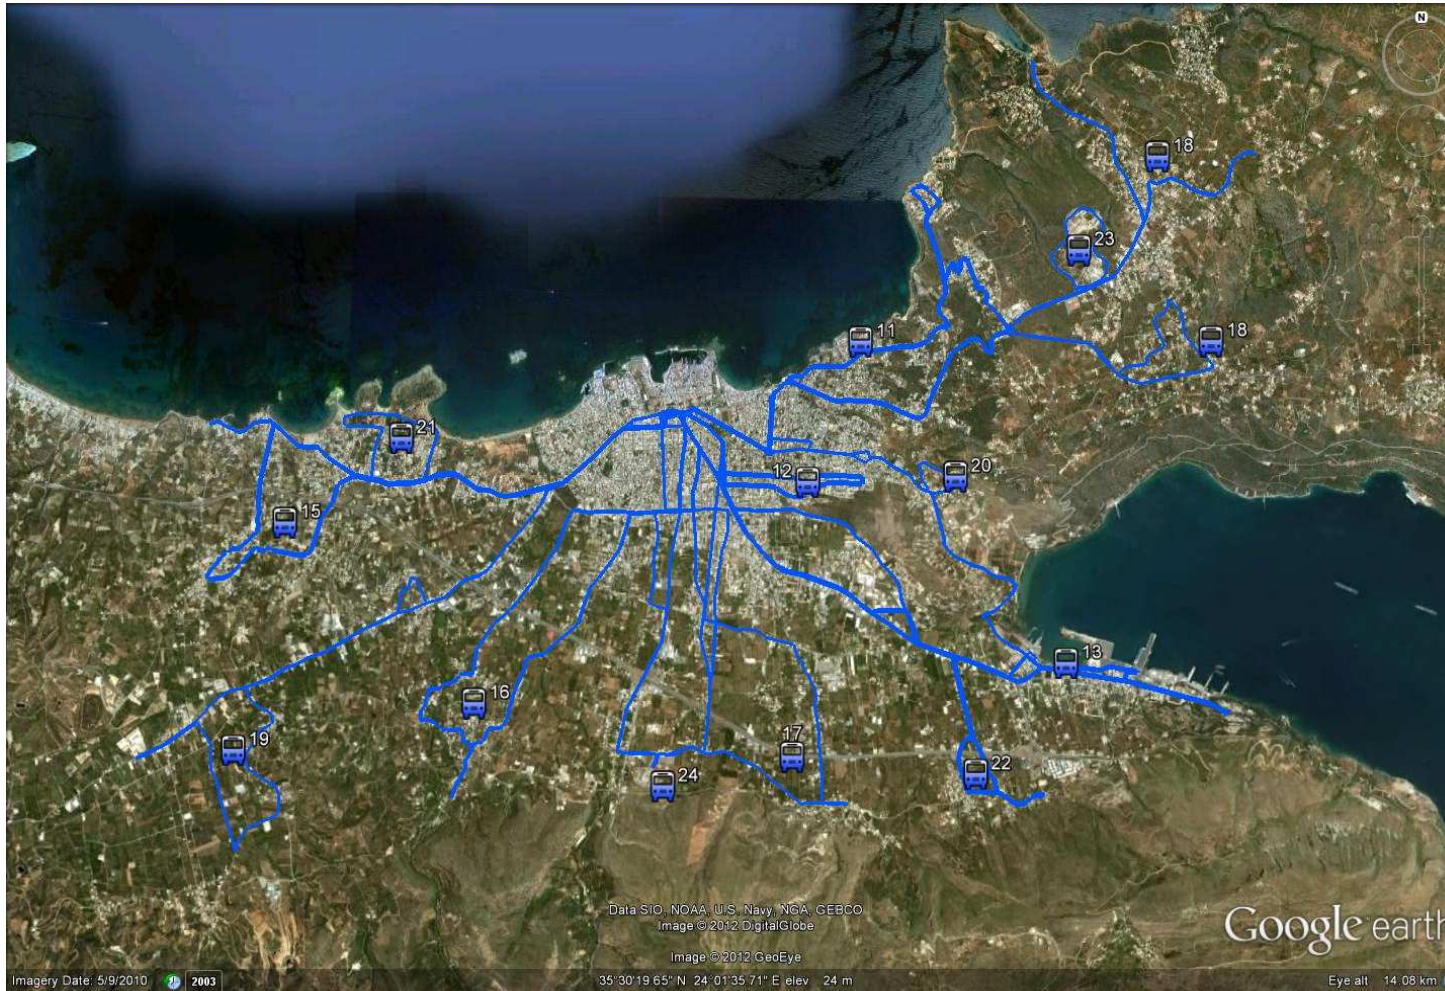 N
18
23
11
18
21
12
20
15
13
16
17
19
22
24
Data SIO, NOAA, U.S. Navy, NGA, GEBCO
Image © 2012 DigitalGlobe
Image © 2012 GeoEye
Google earth
Imagery Date: 5/9/2010 2003 35°30'19.65" N 24°01'35.71" E elev 24 m Eye alt 14.08 km